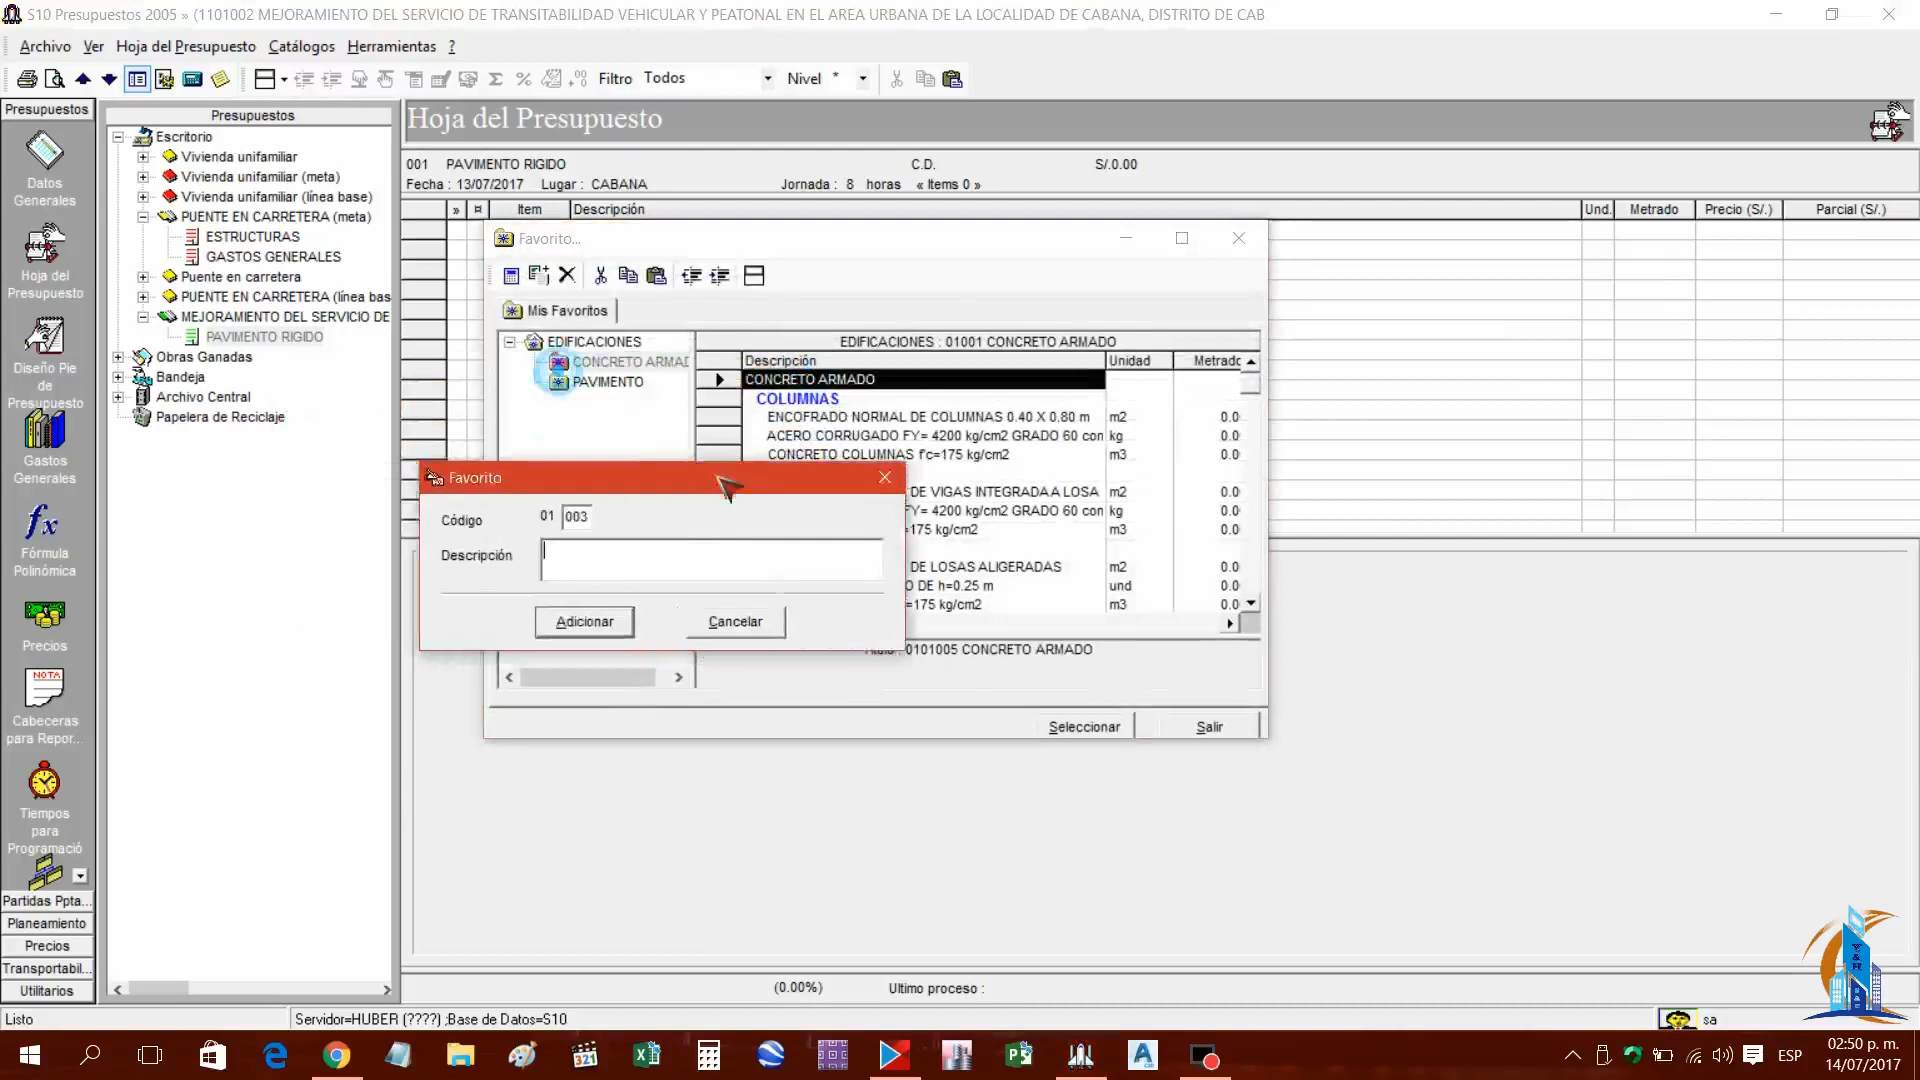 S10 Presupuestos 2005 » (1101002 MEJORAMIENTO DEL SERVICIO DE TRANSITABILIDAD VEHICULAR Y PEATONAL EN EL AREA URBANA DE LA LOCALIDAD DE CABANA, DISTRITO DE CAB
Archivo Ver Hoja del Presupuesto Catálogos Herramientas ?
Filtro Todos Nivel *
Presupuestos
Datos Generales
Hoja del Presupuesto
Diseño Pie de Presupuesto
Gastos Generales
Fórmula Polinómica
Precios
NOTA
Cabeceras para Repor...
Tiempos para Programació
Partidas Ppta...
Planeamiento
Precios
Transportabil...
Utilitarios
Presupuestos
Escritorio
Vivienda unifamiliar
Vivienda unifamiliar (meta)
Vivienda unifamiliar (línea base)
PUENTE EN CARRETERA (meta)
ESTRUCTURAS
GASTOS GENERALES
Puente en carretera
PUENTE EN CARRETERA (línea bas
MEJORAMIENTO DEL SERVICIO DE
PAVIMENTO RIGIDO
Obras Ganadas
Bandeja
Archivo Central
Papelera de Reciclaje
Hoja del Presupuesto
001 PAVIMENTO RIGIDO C.D. S/.0.00
Fecha : 13/07/2017 Lugar : CABANA Jornada : 8 horas « Items 0 »
» ¤ Item Descripción Und. Metrado Precio (S/.) Parcial (S/.)
Favorito...
Mis Favoritos
EDIFICACIONES
CONCRETO ARMAD
PAVIMENTO
EDIFICACIONES : 01001 CONCRETO ARMADO
Descripción Unidad Metrado
CONCRETO ARMADO
COLUMNAS
ENCOFRADO NORMAL DE COLUMNAS 0.40 X 0.80 m m2 0.0
ACERO CORRUGADO FY= 4200 kg/cm2 GRADO 60 con kg 0.0
CONCRETO COLUMNAS f'c=175 kg/cm2 m3 0.0
DE VIGAS INTEGRADA A LOSA m2 0.0
FY= 4200 kg/cm2 GRADO 60 con kg 0.0
=175 kg/cm2 m3 0.0
DE LOSAS ALIGERADAS m2 0.0
O DE h=0.25 m und 0.0
=175 kg/cm2 m3 0.0
0101005 CONCRETO ARMADO
Seleccionar Salir
Favorito
Código 01 003
Descripción
Adicionar Cancelar
(0.00%) Ultimo proceso :
Listo Servidor=HUBER (????) ;Base de Datos=S10 sa
321
ESP
02:50 p. m.
14/07/2017